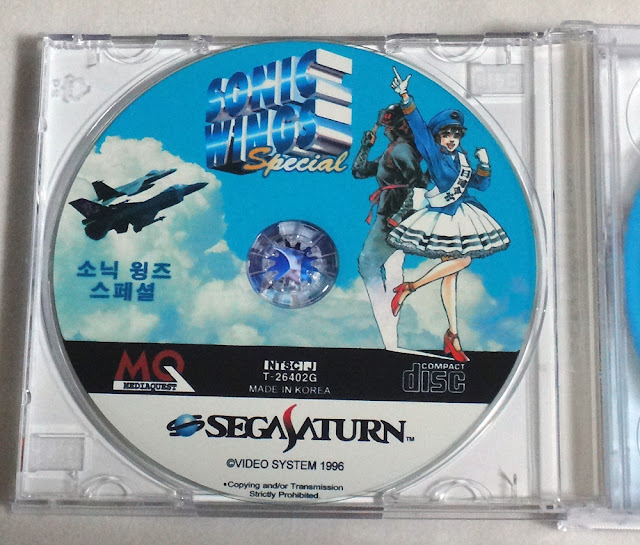 SONIC
WINGS
Special
소닉 윙즈
스페셜
MQ
MEDIAQUEST
NTSC J
T-26402G
MADE IN KOREA
COMPACT
disc
SEGA SATURN™
©VIDEO SYSTEM 1996
•Copying and/or Transmission
Strictly Prohibited.